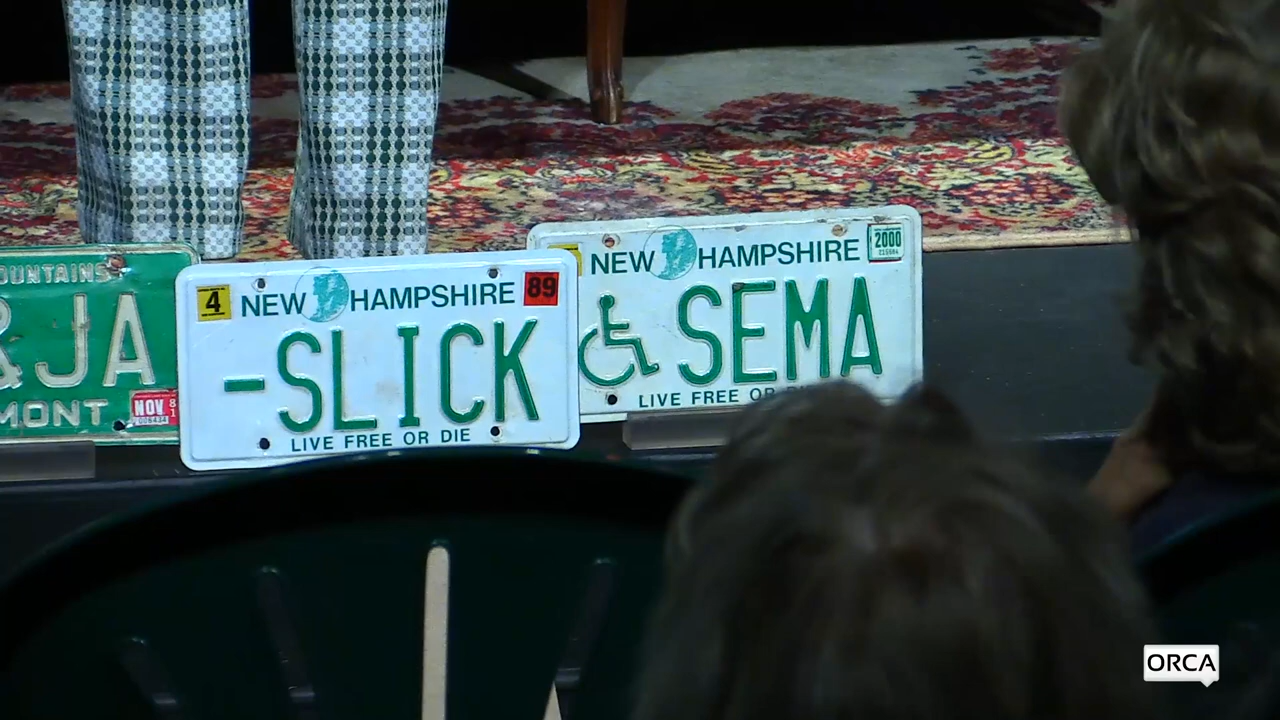 OUNTAINS
&JA
NOV 81
MONT
4 NEW HAMPSHIRE 89
-SLICK
LIVE FREE OR DIE
NEW HAMPSHIRE 2000
SEMA
LIVE FREE OR
ORCA